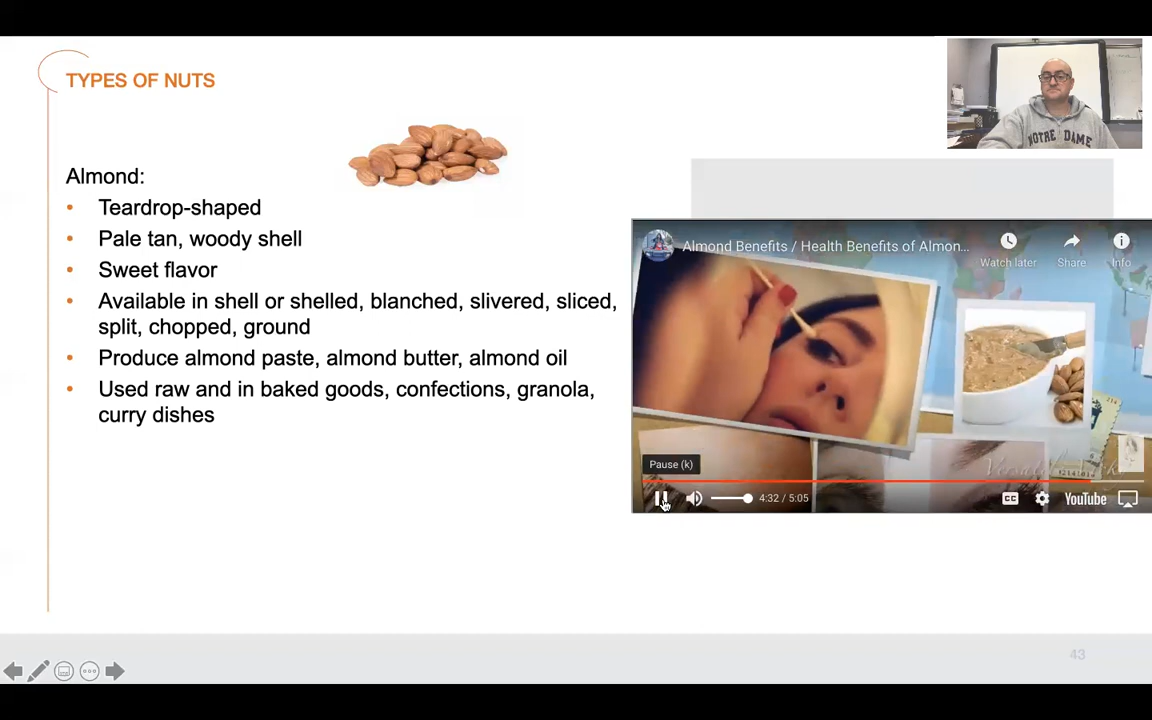 TYPES OF NUTS
NOTRE DAME
Almond:
• Teardrop-shaped
• Pale tan, woody shell
• Sweet flavor
• Available in shell or shelled, blanched, slivered, sliced,
split, chopped, ground
• Produce almond paste, almond butter, almond oil
• Used raw and in baked goods, confections, granola,
curry dishes
Almond Benefits / Health Benefits of Almon...
Watch later
Share
Info
Pause (k)
4:32 / 5:05
CC
YouTube
43